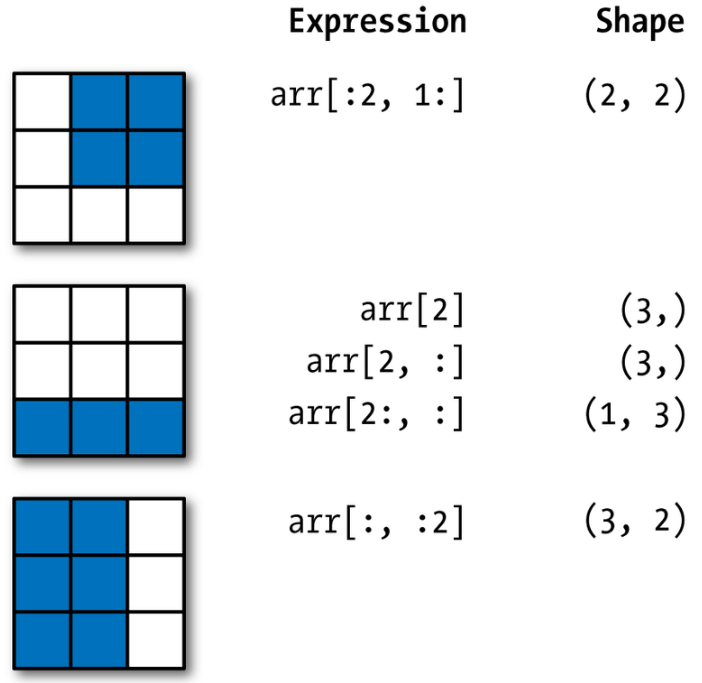 Expression Shape
arr[:2, 1:] (2, 2)
arr[2] (3,)
arr[2, :] (3,)
arr[2:, :] (1, 3)
arr[:, :2] (3, 2)